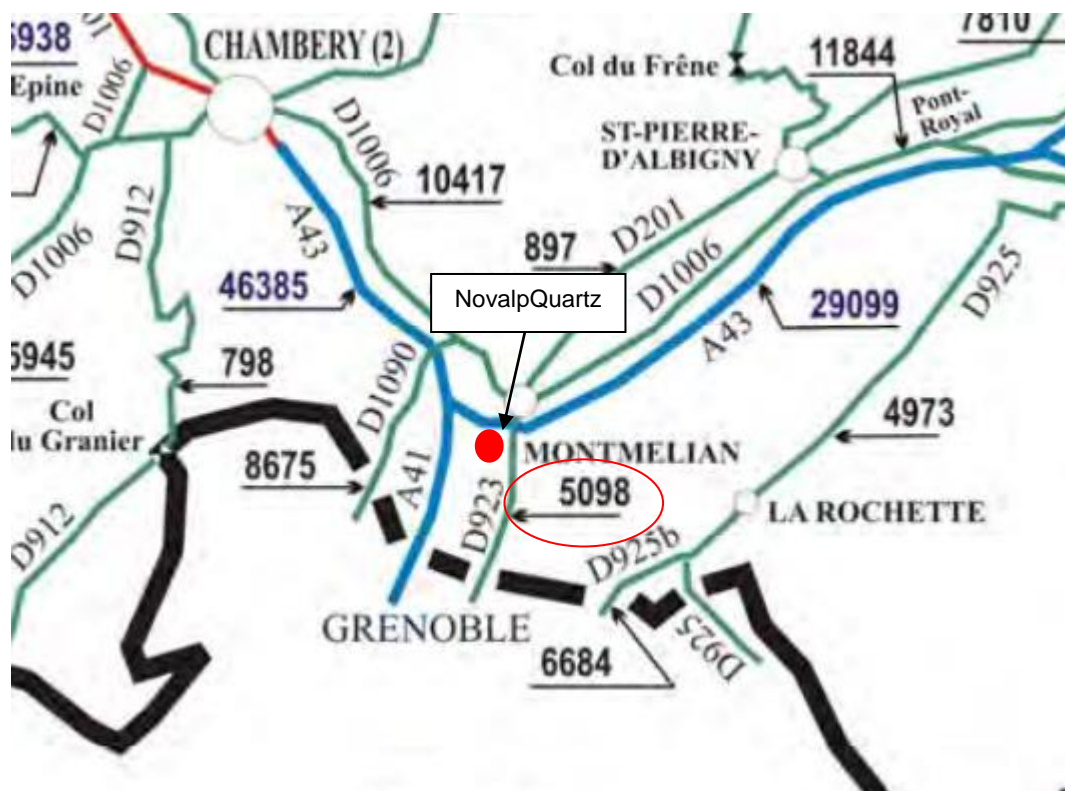 5938
CHAMBERY (2)
7810
Epine
D1006
Col du Frêne
11844
Pont-
Royal
ST-PIERRE-
D'ALBIGNY
D1006
10417
D912
D1006
A43
897
D201
46385
NovalpQuartz
D1006
A43
29099
D925
5945
798
D1090
Col
du Granier
4973
8675
A41
D923
MONTMELIAN
5098
LA ROCHETTE
D912
D925b
GRENOBLE
6684
D925